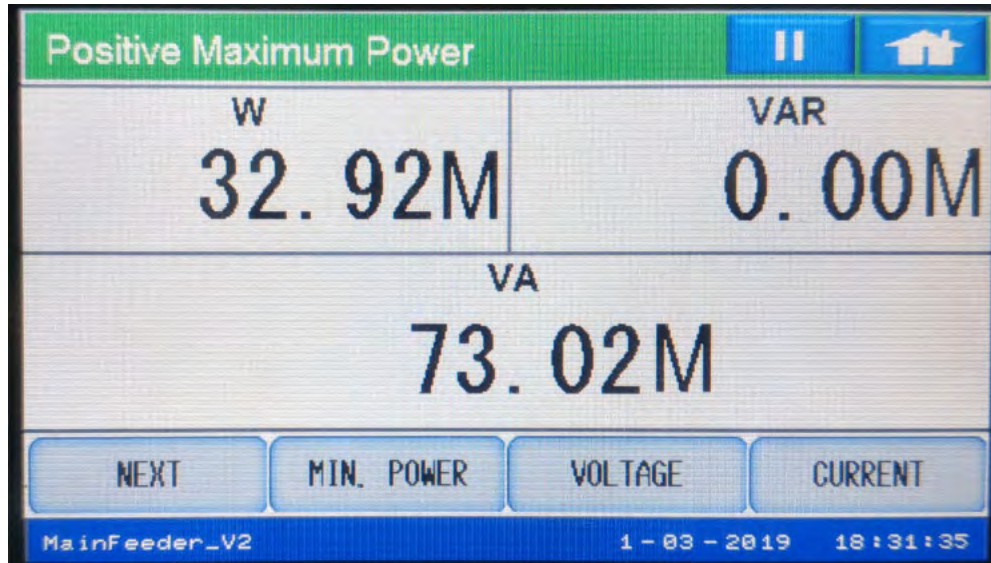 Positive Maximum Power
W VAR
32.92M 0.00M
VA
73.02M
NEXT MIN. POWER VOLTAGE CURRENT
MainFeeder_V2 1-03-2019 18:31:35